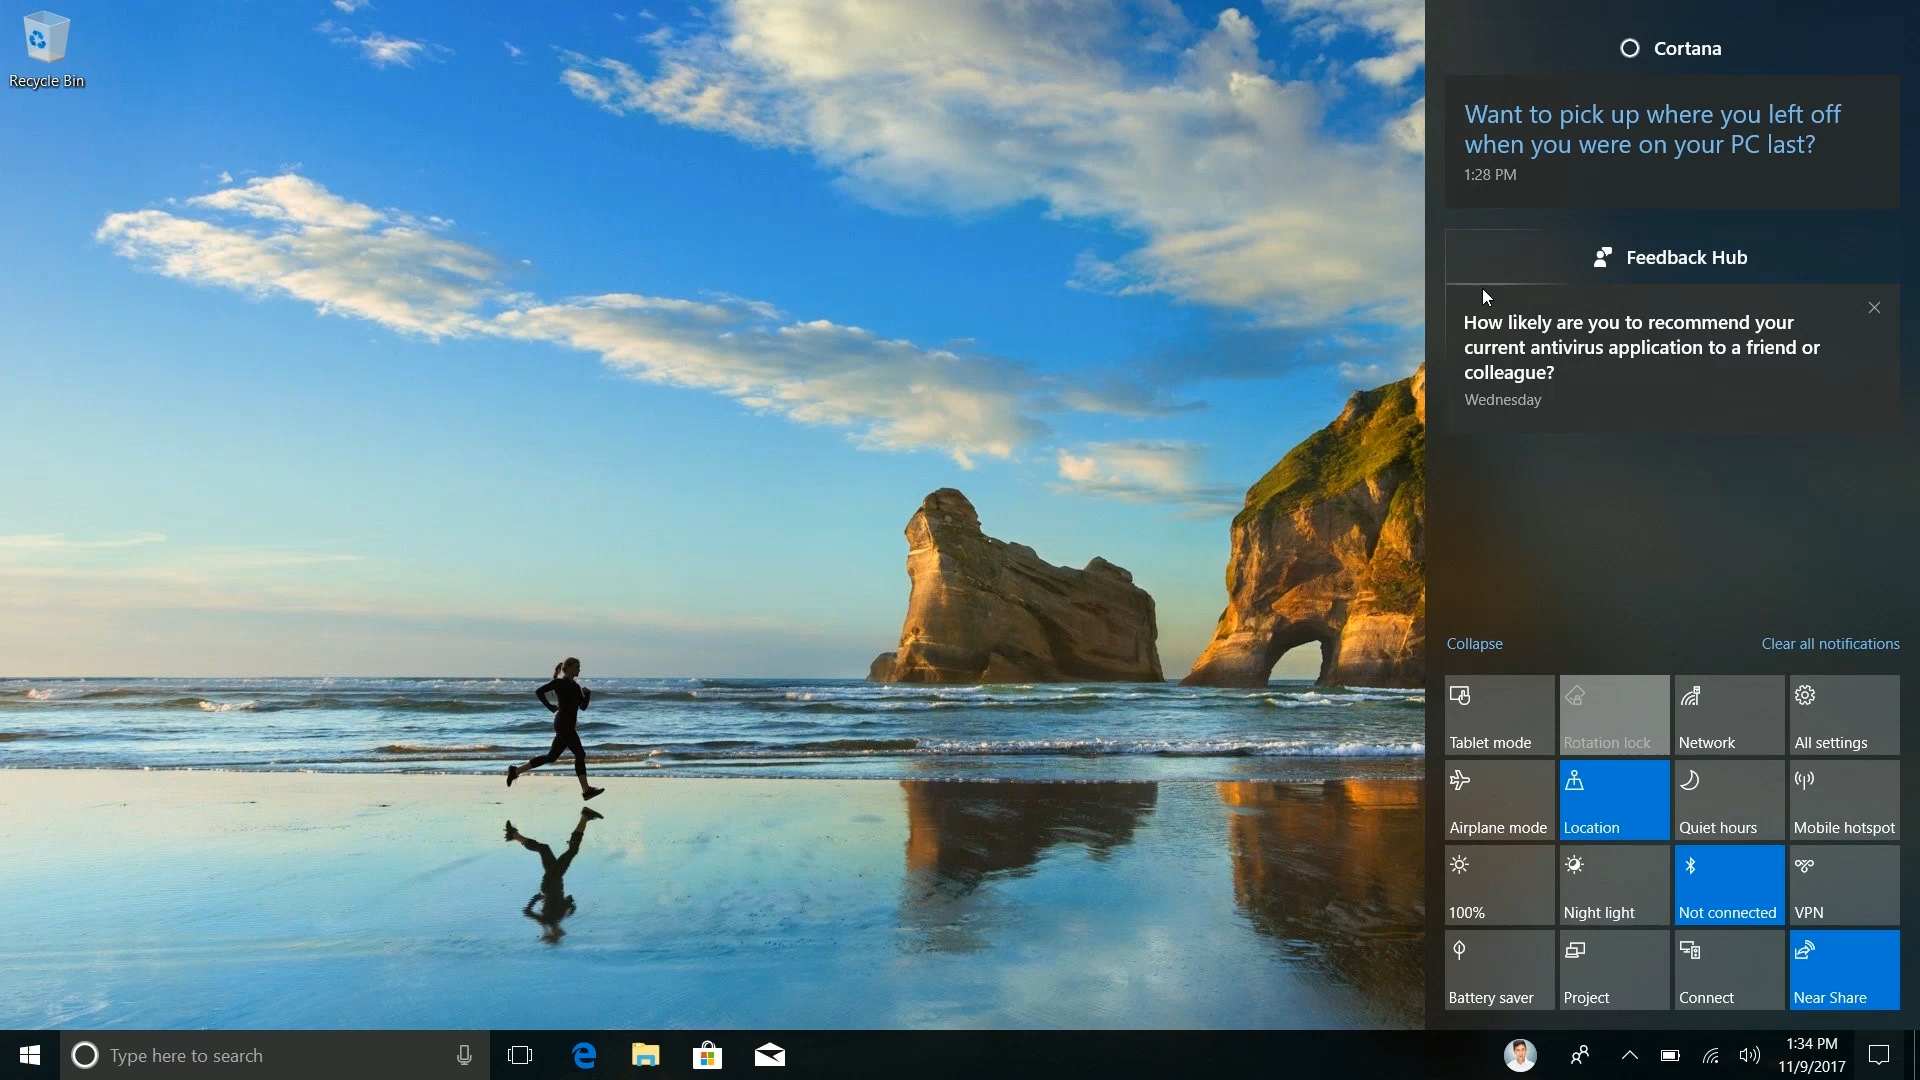 Recycle Bin
Cortana
Want to pick up where you left off
when you were on your PC last?
1:28 PM
Feedback Hub
How likely are you to recommend your
current antivirus application to a friend or
colleague?
Wednesday
Collapse
Clear all notifications
Tablet mode
Rotation lock
Network
All settings
Airplane mode
Location
Quiet hours
Mobile hotspot
100%
Night light
Not connected
VPN
Battery saver
Project
Connect
Near Share
Type here to search
1:34 PM
11/9/2017